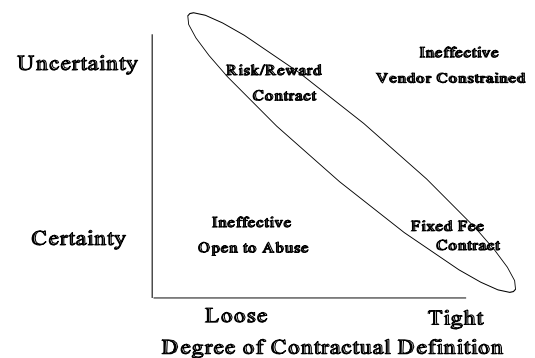 Uncertainty
Risk/Reward
Contract
Ineffective
Vendor Constrained
Certainty
Ineffective
Open to Abuse
Fixed Fee
Contract
Loose
Tight
Degree of Contractual Definition